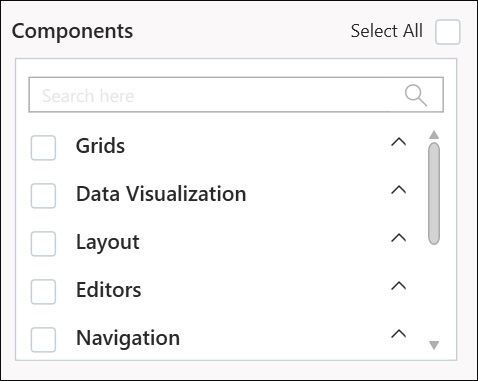 Components Select All
Search here
Grids
Data Visualization
Layout
Editors
Navigation